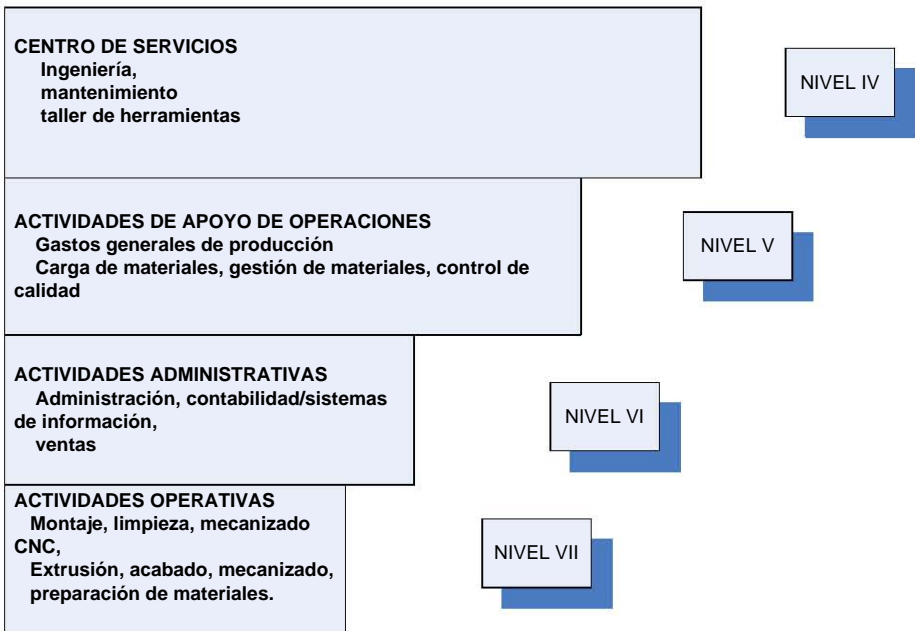 CENTRO DE SERVICIOS
Ingeniería,
mantenimiento
taller de herramientas
NIVEL IV
ACTIVIDADES DE APOYO DE OPERACIONES
Gastos generales de producción
Carga de materiales, gestión de materiales, control de
calidad
NIVEL V
ACTIVIDADES ADMINISTRATIVAS
Administración, contabilidad/sistemas
de información,
ventas
NIVEL VI
ACTIVIDADES OPERATIVAS
Montaje, limpieza, mecanizado
CNC,
Extrusión, acabado, mecanizado,
preparación de materiales.
NIVEL VII